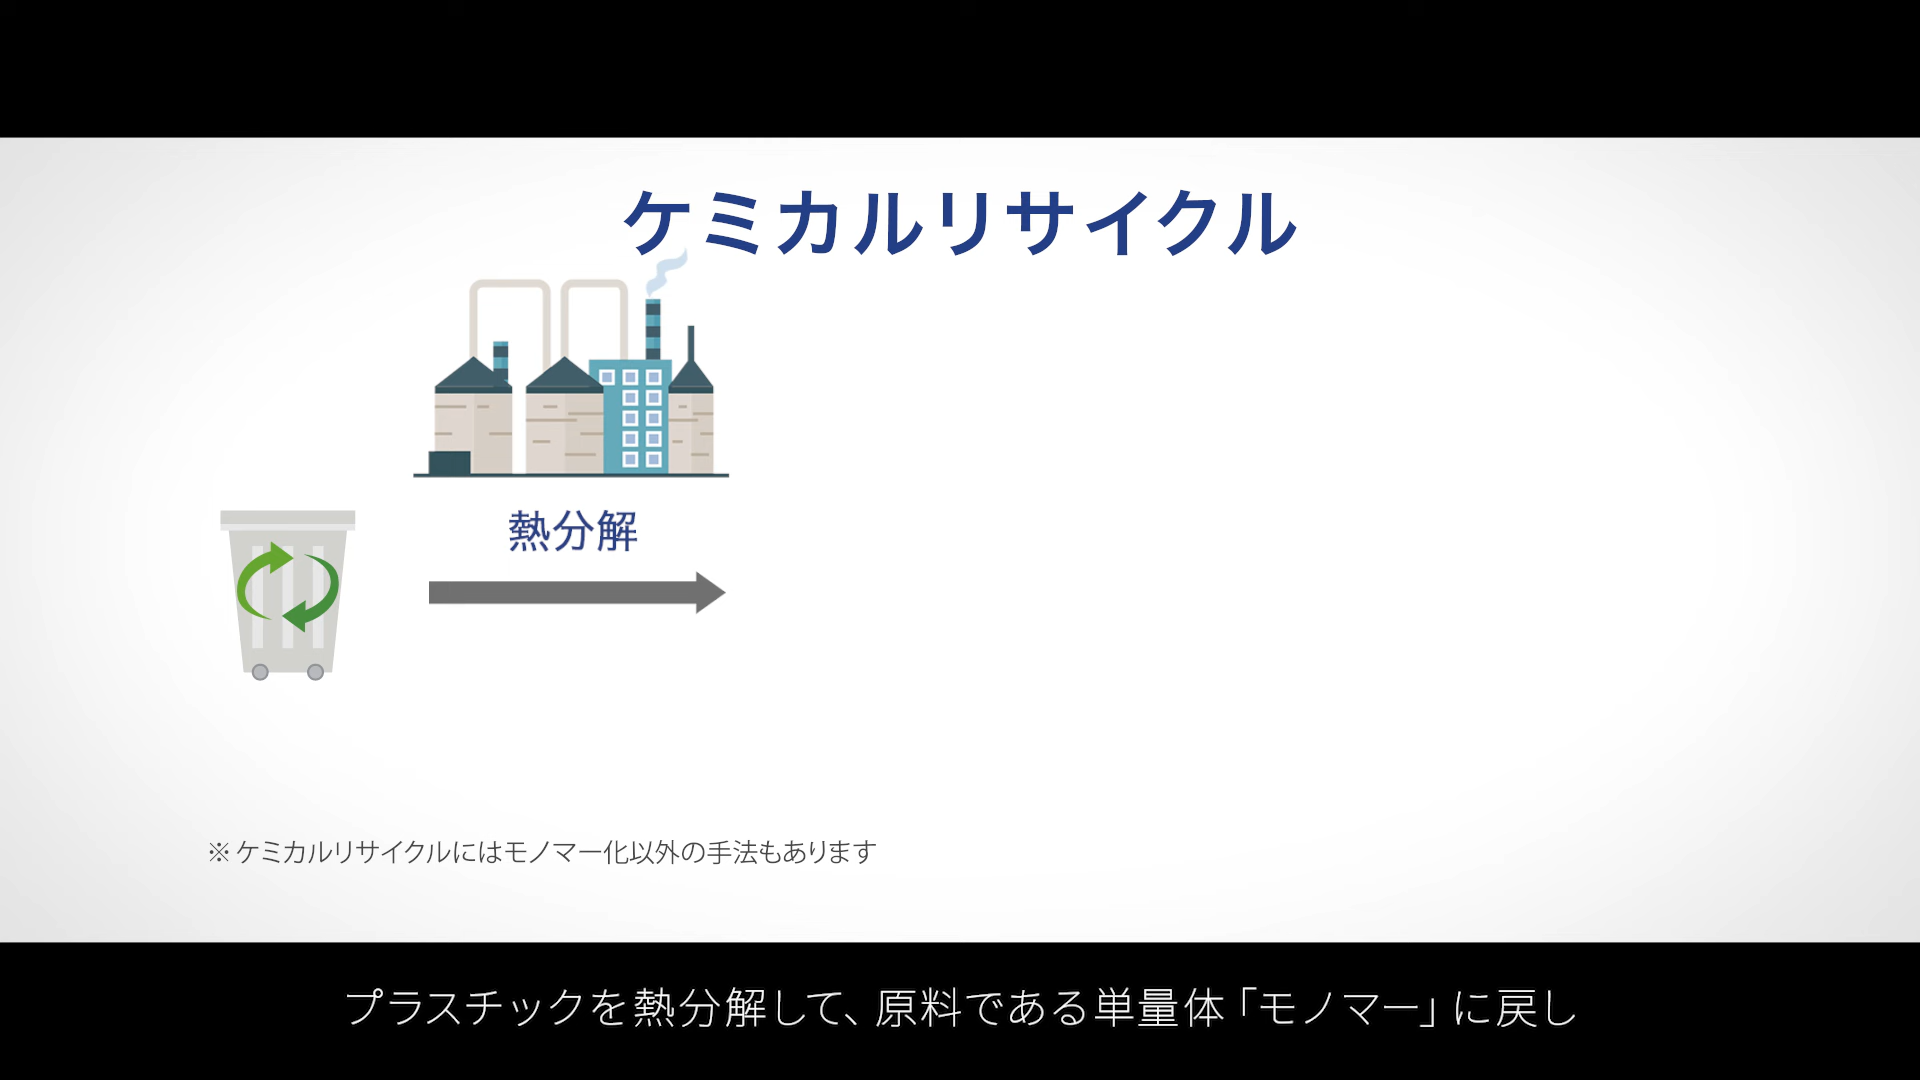 ケミカルリサイクル
熱分解
※ケミカルリサイクルにはモノマー化以外の手法もあります
プラスチックを熱分解して、原料である単量体「モノマー」に戻し